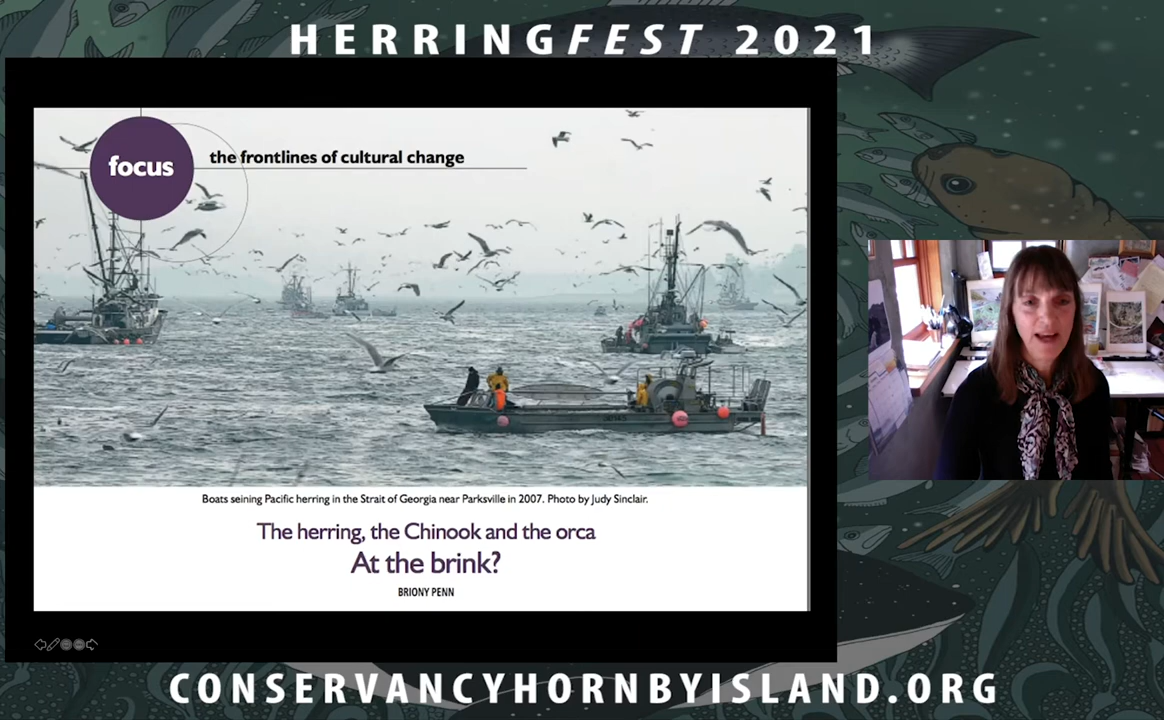 HERRINGFEST 2021
focus
the frontlines of cultural change
Boats seining Pacific herring in the Strait of Georgia near Parksville in 2007. Photo by Judy Sinclair.
The herring, the Chinook and the orca
At the brink?
BRIONY PENN
CONSERVANCYHORNBYISLAND.ORG